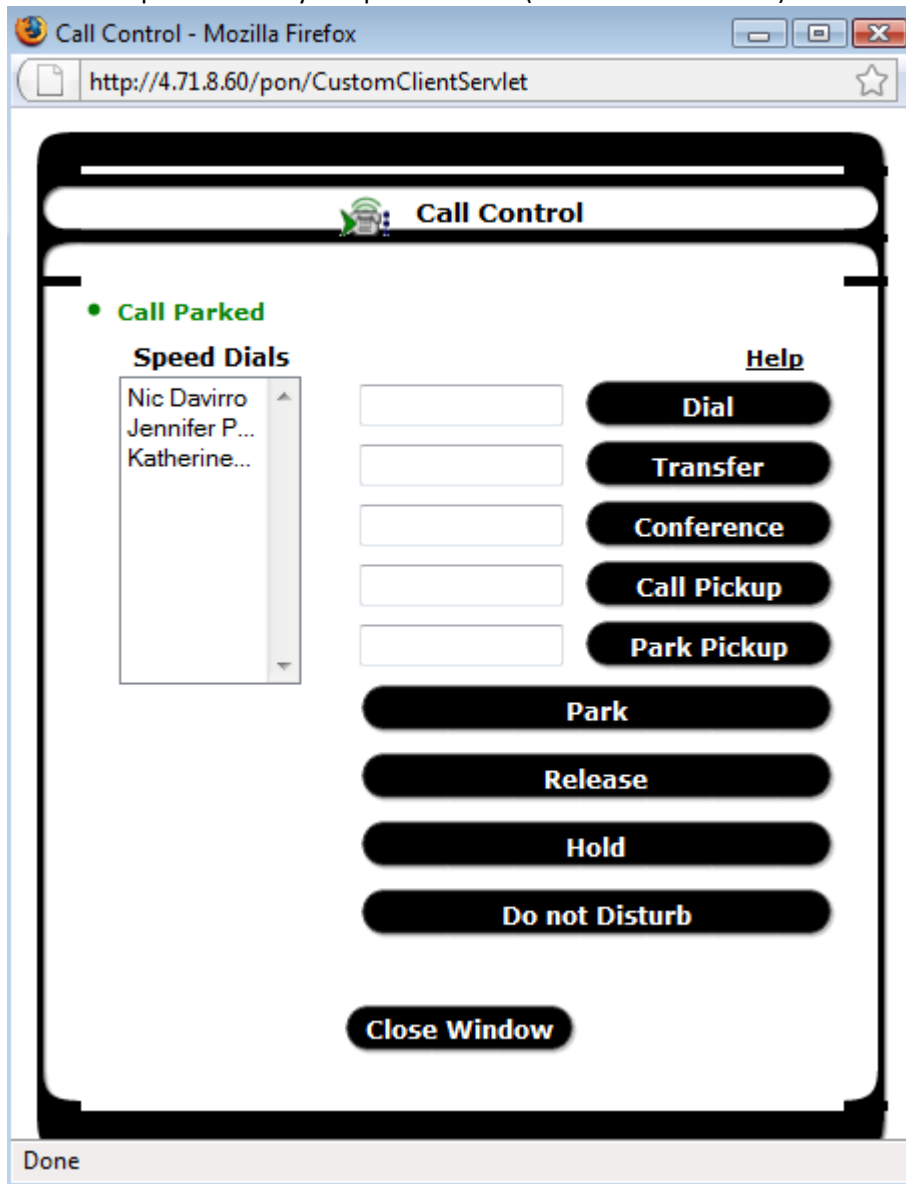 Call Control - Mozilla Firefox
http://4.71.8.60/pon/CustomClientServlet
Call Control
• Call Parked
Speed Dials
Help
Nic Davirro
Jennifer P...
Katherine...
Dial
Transfer
Conference
Call Pickup
Park Pickup
Park
Release
Hold
Do not Disturb
Close Window
Done